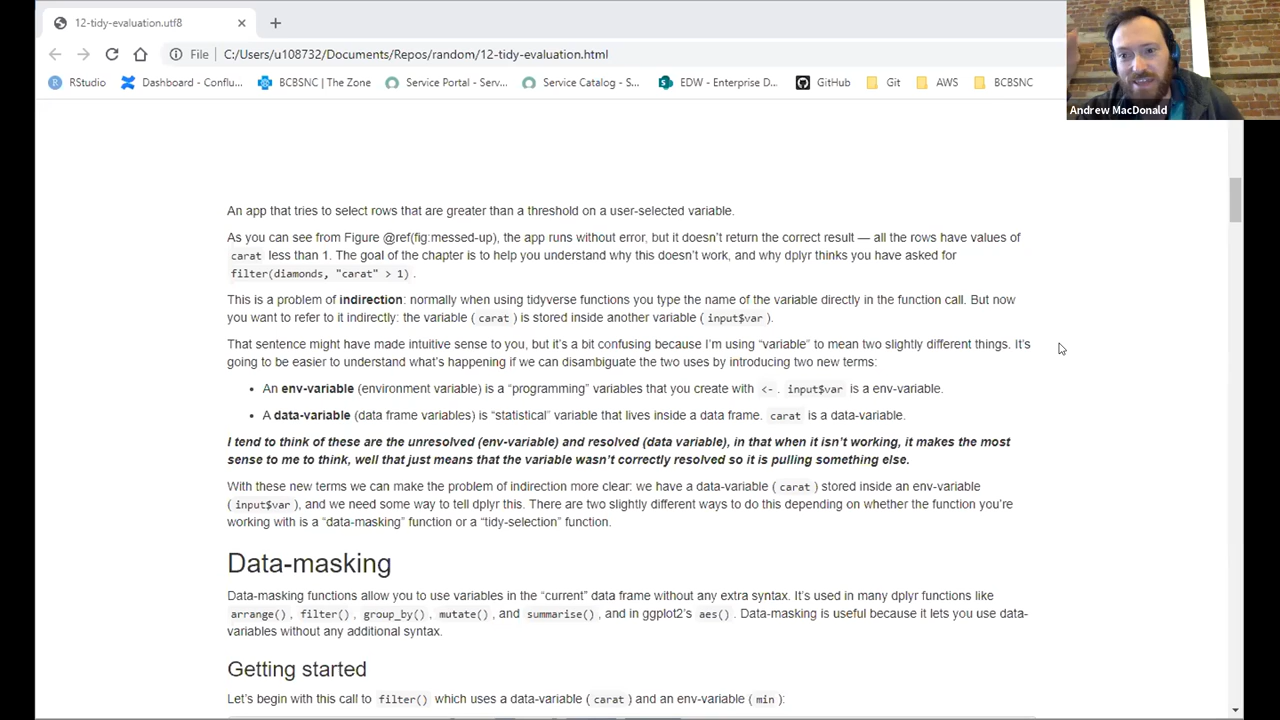 12-tidy-evaluation.utf8
File C:/Users/u108732/Documents/Repos/random/12-tidy-evaluation.html
RStudio Dashboard - Conflu... BCBSNC | The Zone Service Portal - Serv... Service Catalog - S... EDW - Enterprise D... GitHub Git AWS BCBSNC
Andrew MacDonald
An app that tries to select rows that are greater than a threshold on a user-selected variable.
As you can see from Figure @ref(fig:messed-up), the app runs without error, but it doesn't return the correct result — all the rows have values of
carat less than 1. The goal of the chapter is to help you understand why this doesn't work, and why dplyr thinks you have asked for
filter(diamonds, "carat" > 1) .
This is a problem of indirection: normally when using tidyverse functions you type the name of the variable directly in the function call. But now
you want to refer to it indirectly: the variable ( carat ) is stored inside another variable ( input$var ).
That sentence might have made intuitive sense to you, but it's a bit confusing because I'm using “variable” to mean two slightly different things. It's
going to be easier to understand what's happening if we can disambiguate the two uses by introducing two new terms:
• An env-variable (environment variable) is a “programming” variables that you create with <- . input$var is a env-variable.
• A data-variable (data frame variables) is “statistical” variable that lives inside a data frame. carat is a data-variable.
I tend to think of these are the unresolved (env-variable) and resolved (data variable), in that when it isn't working, it makes the most
sense to me to think, well that just means that the variable wasn't correctly resolved so it is pulling something else.
With these new terms we can make the problem of indirection more clear: we have a data-variable ( carat ) stored inside an env-variable
( input$var ), and we need some way to tell dplyr this. There are two slightly different ways to do this depending on whether the function you're
working with is a “data-masking” function or a “tidy-selection” function.
Data-masking
Data-masking functions allow you to use variables in the “current” data frame without any extra syntax. It's used in many dplyr functions like
arrange() , filter() , group_by() , mutate() , and summarise() , and in ggplot2's aes() . Data-masking is useful because it lets you use data-
variables without any additional syntax.
Getting started
Let's begin with this call to filter() which uses a data-variable ( carat ) and an env-variable ( min ):